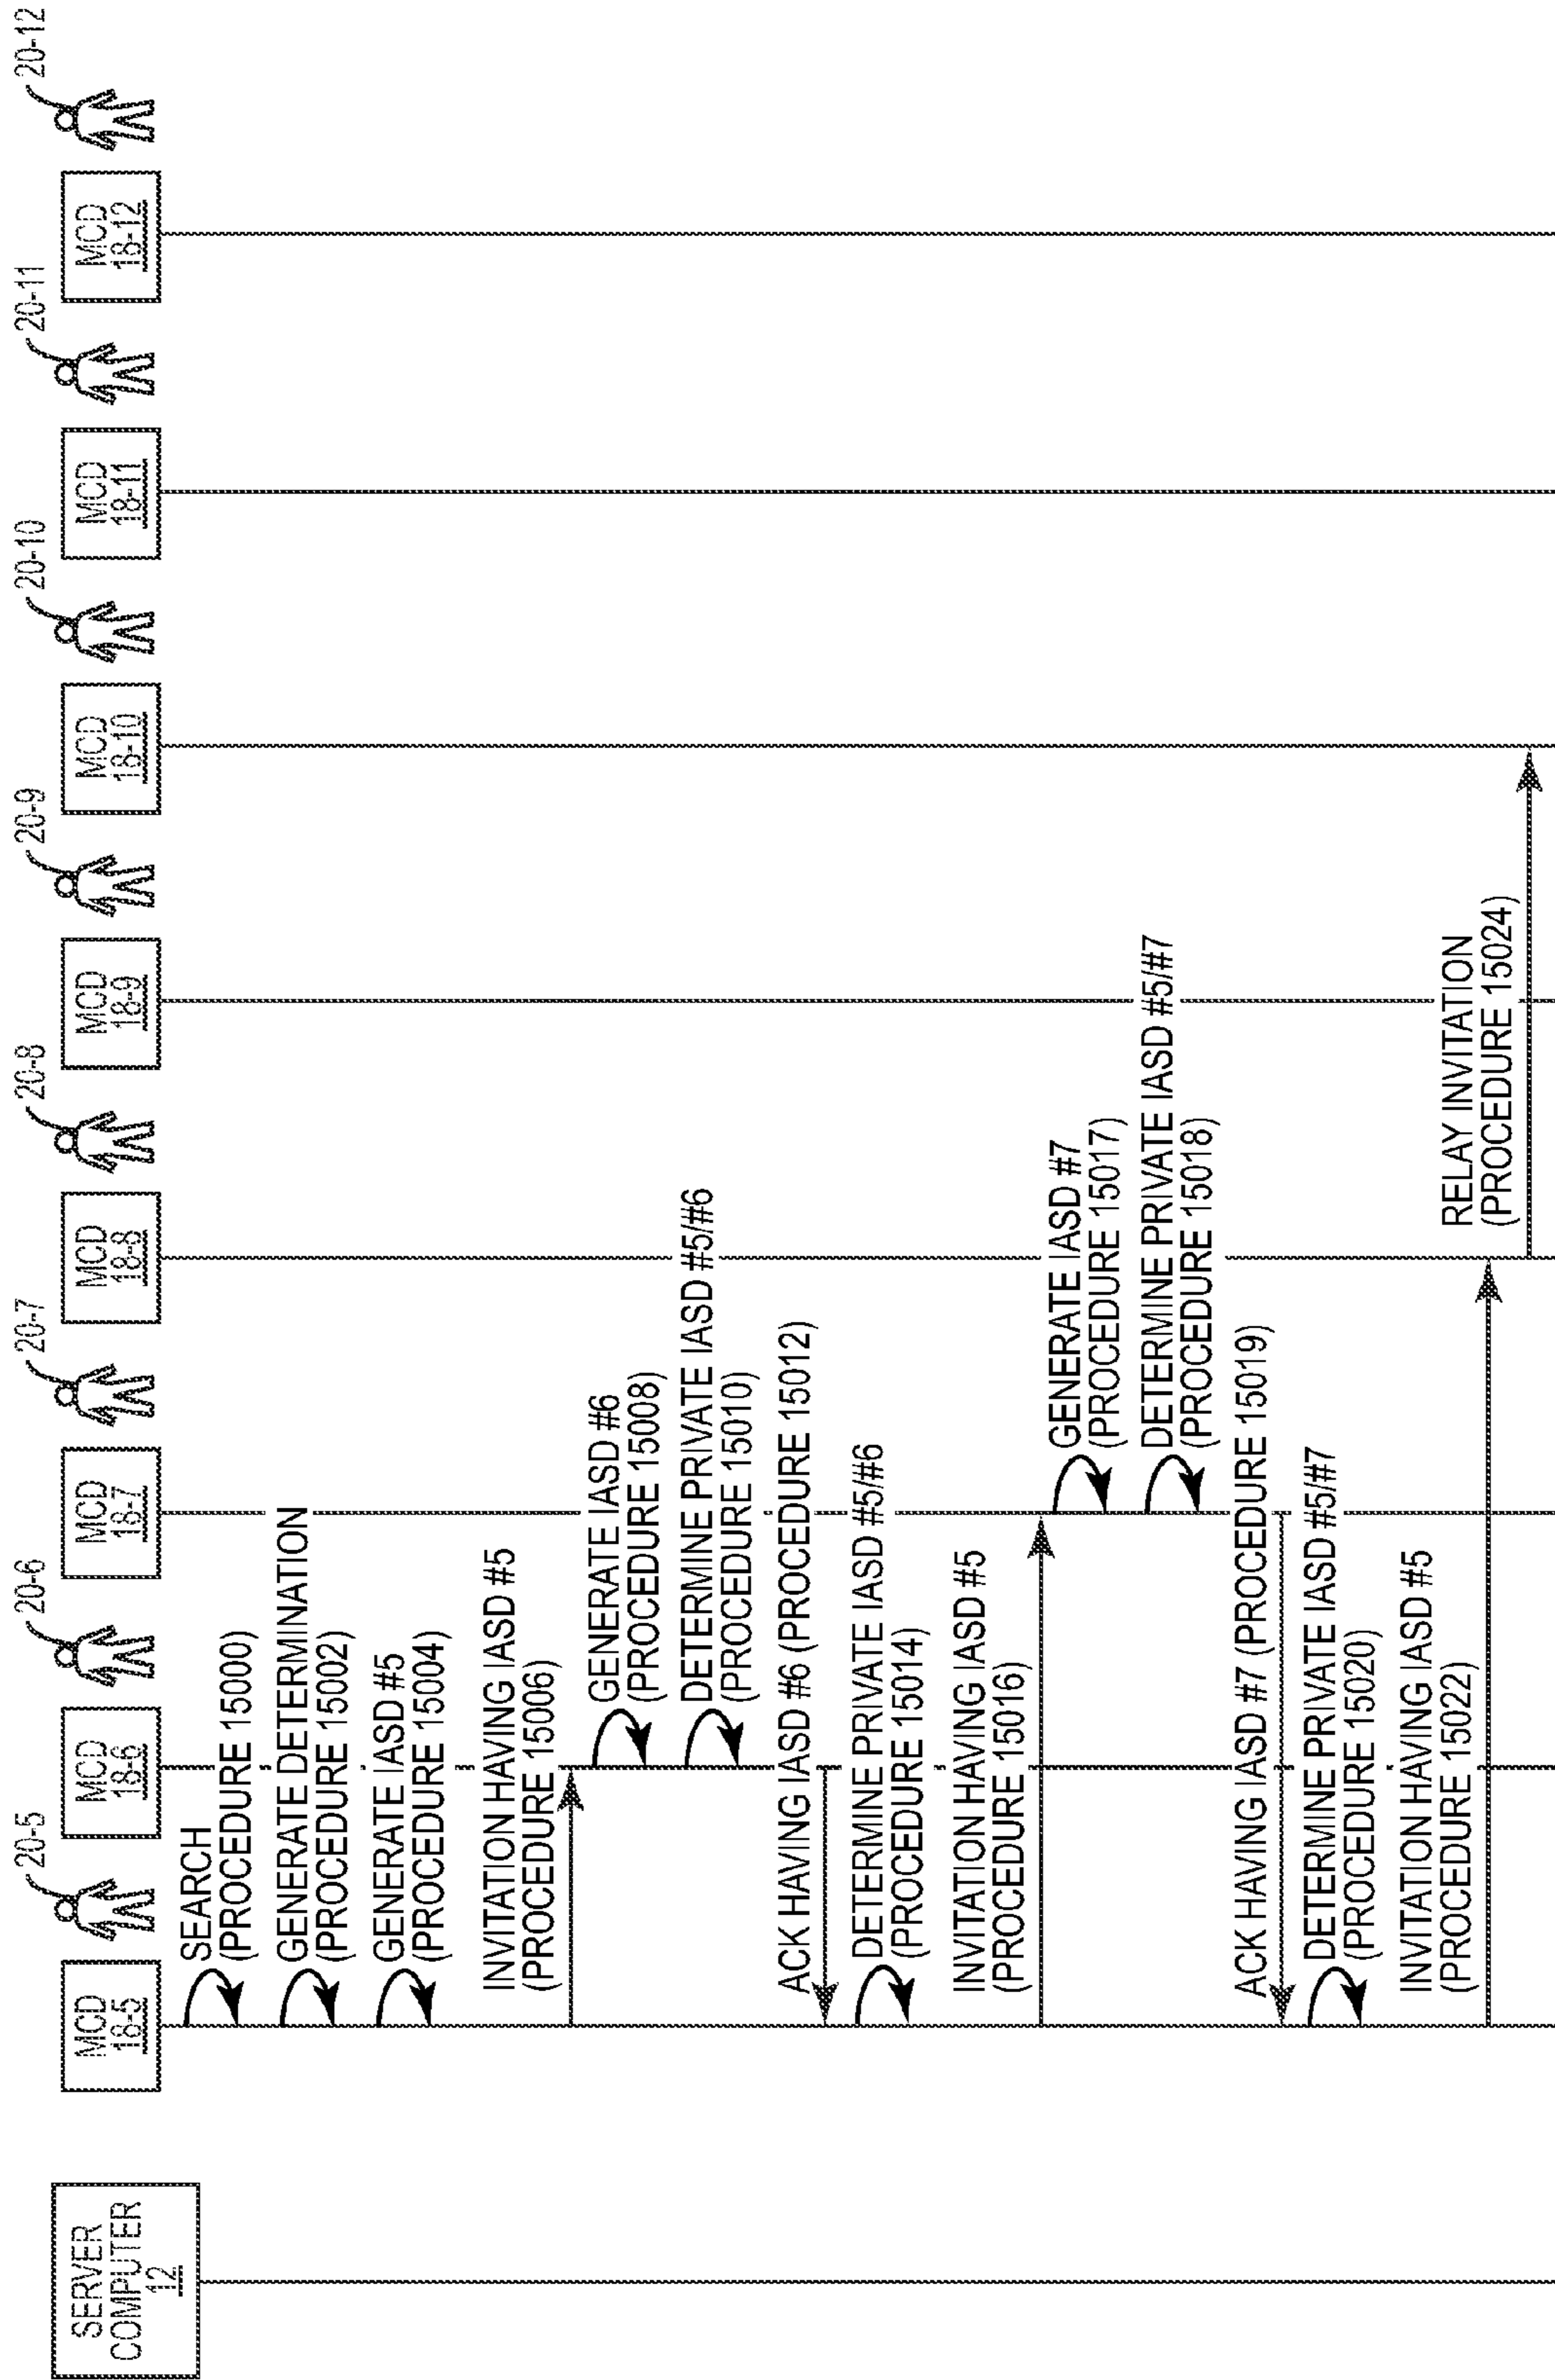 SERVER
COMPUTER
12
MCD
18-5
20-5
MCD
18-6
20-6
MCD
18-7
20-7
MCD
18-8
20-8
MCD
18-9
20-9
MCD
18-10
20-10
MCD
18-11
20-11
MCD
18-12
20-12
SEARCH
(PROCEDURE 15000)
GENERATE DETERMINATION
(PROCEDURE 15002)
GENERATE IASD #5
(PROCEDURE 15004)
INVITATION HAVING IASD #5
(PROCEDURE 15006)
GENERATE IASD #6
(PROCEDURE 15008)
DETERMINE PRIVATE IASD #5/#6
(PROCEDURE 15010)
ACK HAVING IASD #6 (PROCEDURE 15012)
DETERMINE PRIVATE IASD #5/#6
(PROCEDURE 15014)
INVITATION HAVING IASD #5
(PROCEDURE 15016)
GENERATE IASD #7
(PROCEDURE 15017)
DETERMINE PRIVATE IASD #5/#7
(PROCEDURE 15018)
ACK HAVING IASD #7 (PROCEDURE 15019)
DETERMINE PRIVATE IASD #5/#7
(PROCEDURE 15020)
INVITATION HAVING IASD #5
(PROCEDURE 15022)
RELAY INVITATION
(PROCEDURE 15024)